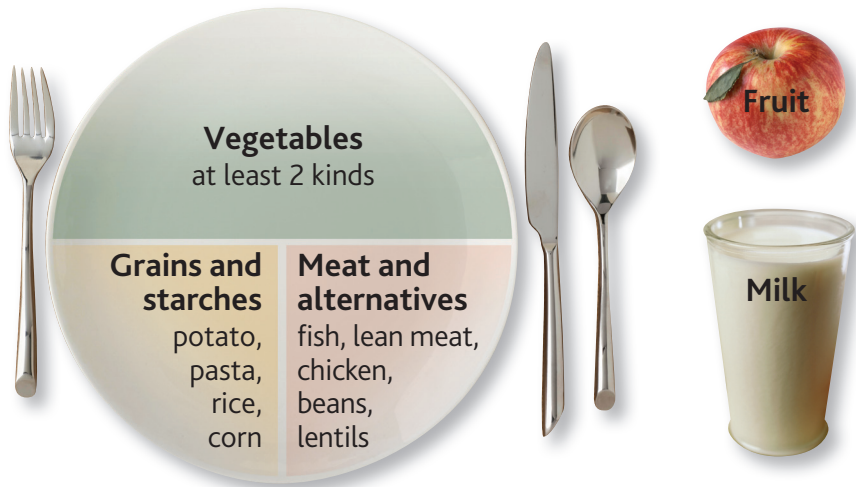 Vegetables
at least 2 kinds
Grains and
starches
potato,
pasta,
rice,
corn
Meat and
alternatives
fish, lean meat,
chicken,
beans,
lentils
Fruit
Milk